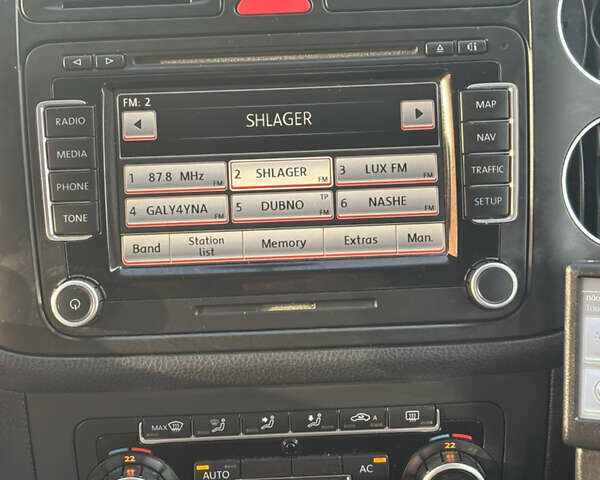 FM: 2
SHLAGER
RADIO
MEDIA
PHONE
TONE
MAP
NAV
TRAFFIC
SETUP
1 87.8 MHz FM
2 SHLAGER FM
3 LUX FM FM
4 GALY4YNA FM
5 DUBNO TP FM
6 NASHE FM
Band
Station list
Memory
Extras
Man.
MAX
A
22
AUTO
AC
22